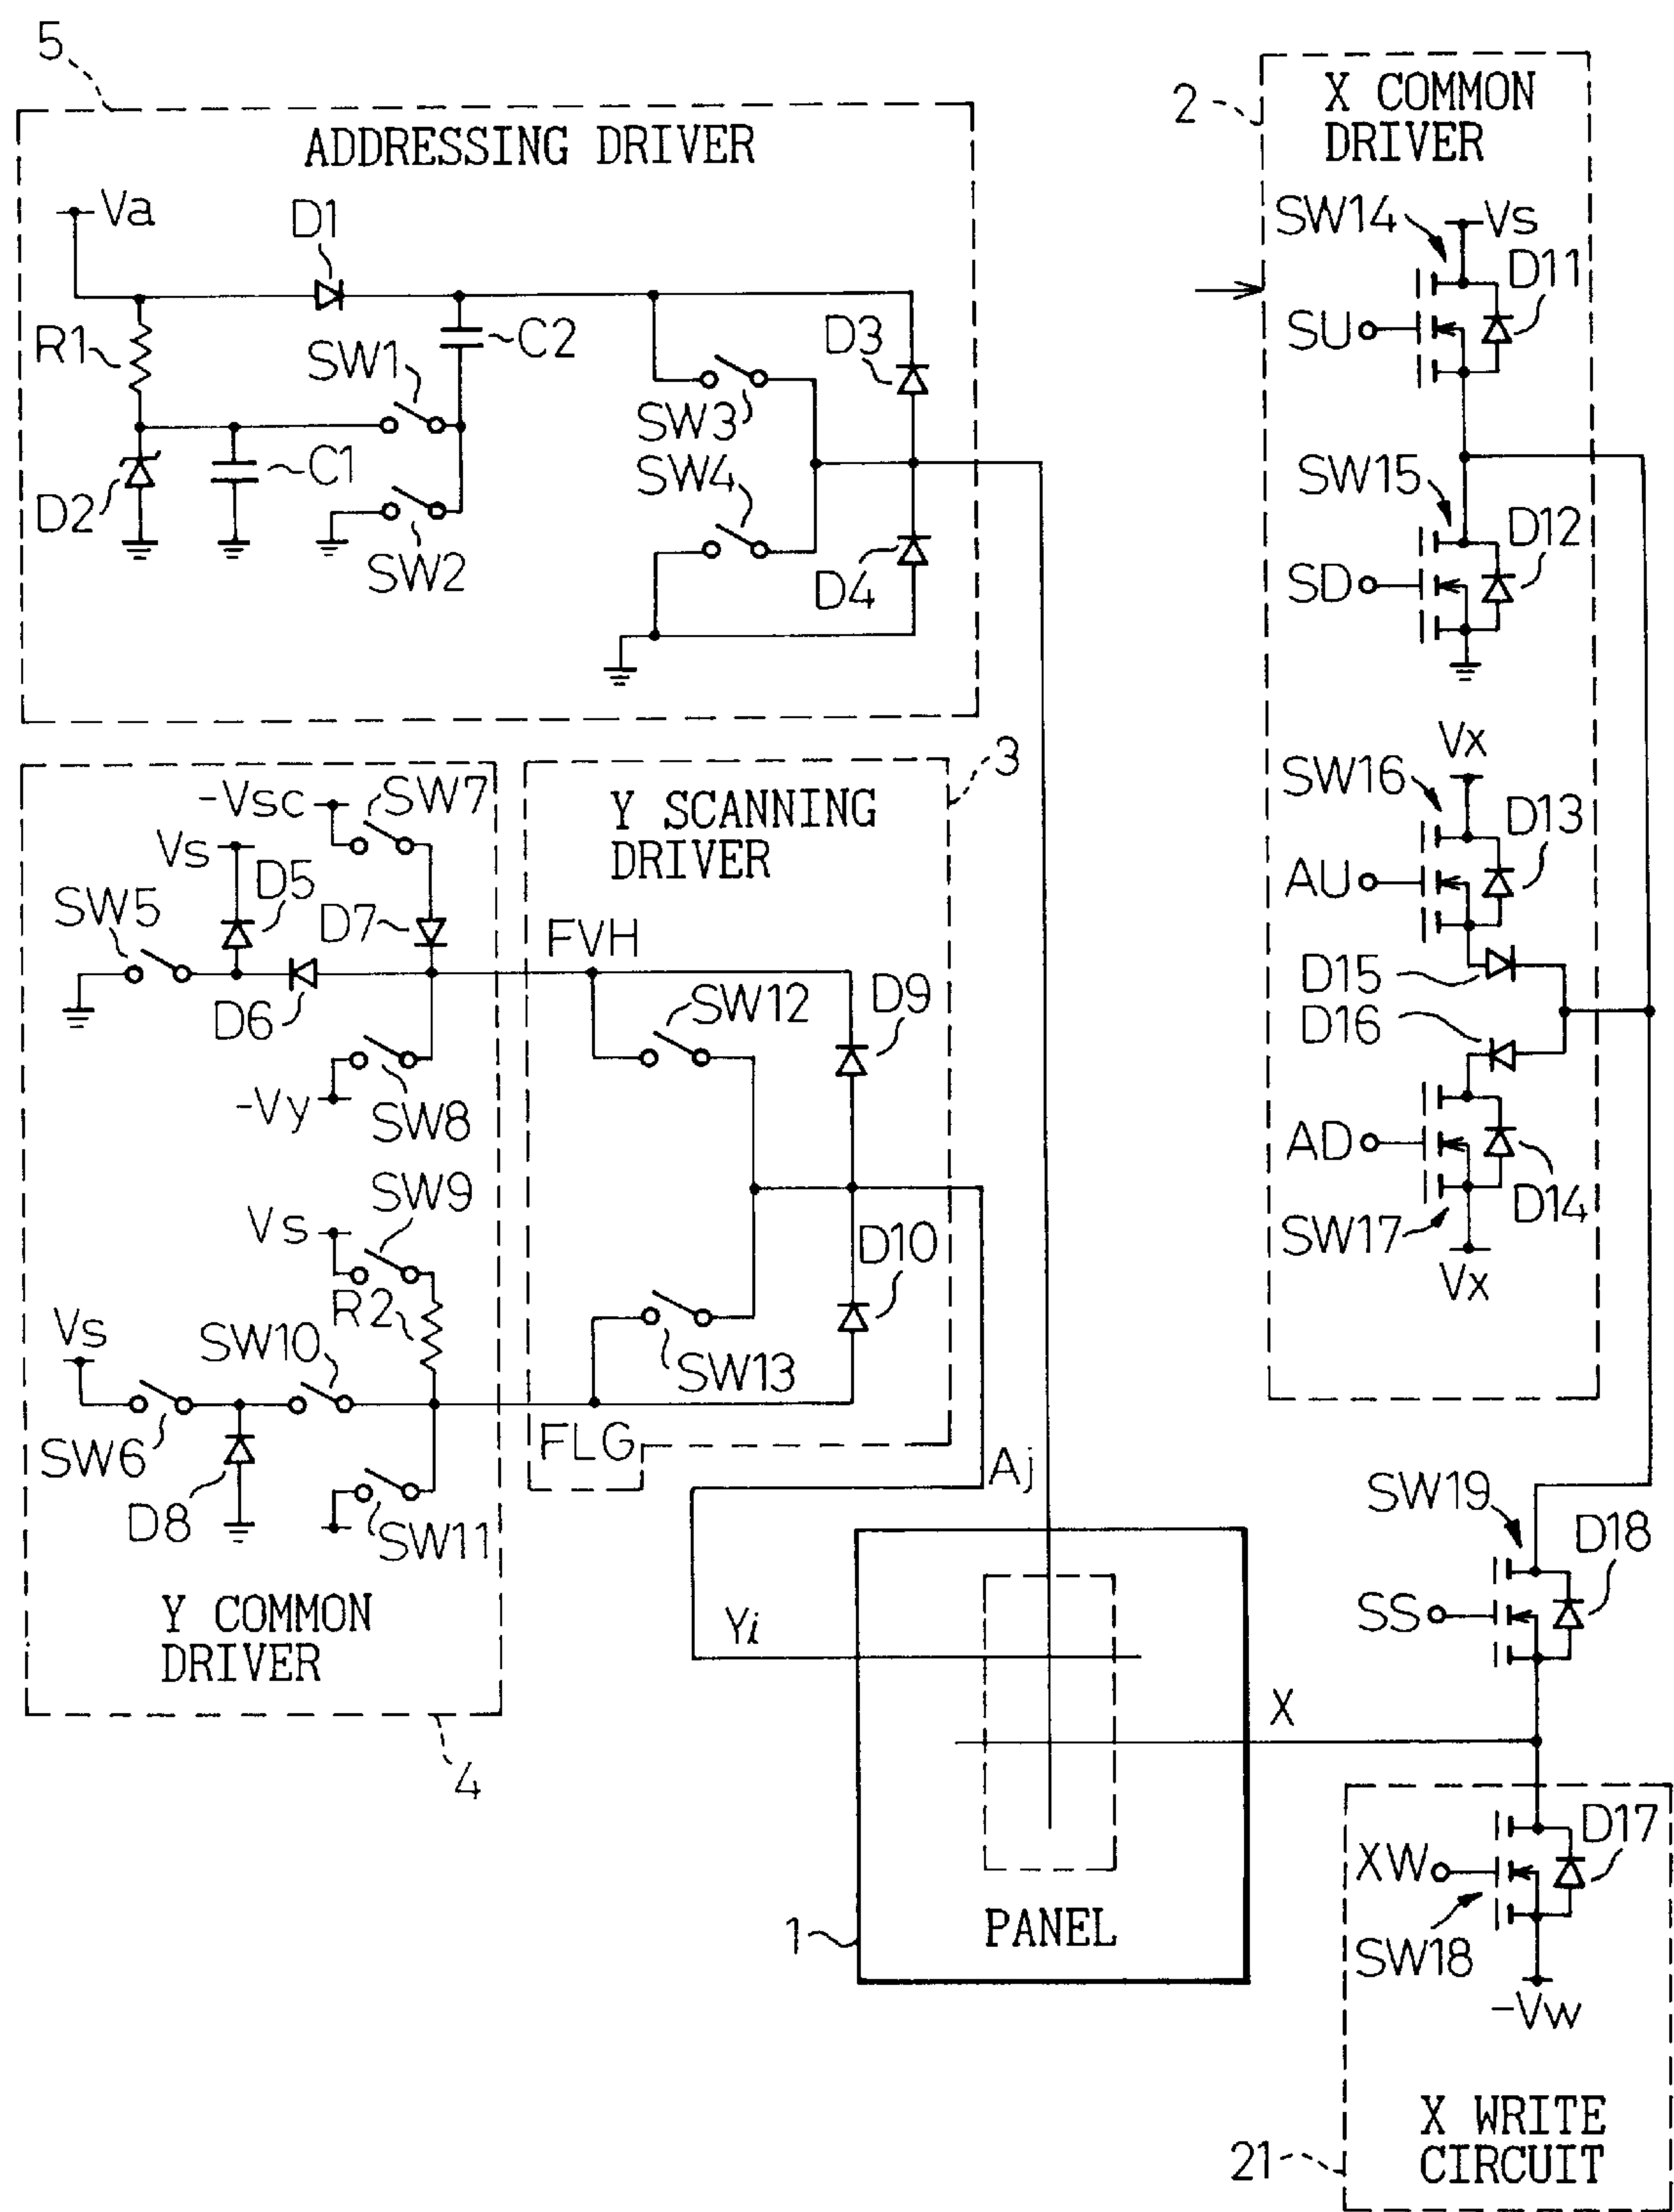 5
ADDRESSING DRIVER
Va
D1
R1
SW1
C2
D3
SW3
D2
C1
SW2
SW4
D4
2
X COMMON
DRIVER
SW14
Vs
D11
SU
SW15
D12
SD
Vx
SW16
D13
AU
D15
D16
AD
D14
SW17
Vx
-Vsc
SW7
Vs
D5
SW5
D7
D6
SW8
-Vy
SW9
Vs
R2
Vs
SW10
SW6
D8
SW11
Y COMMON
DRIVER
4
3
Y SCANNING
DRIVER
FVH
SW12
D9
D10
SW13
FLG
Aj
Yi
X
PANEL
1
SW19
D18
SS
D17
XW
SW18
-Vw
X WRITE
CIRCUIT
21